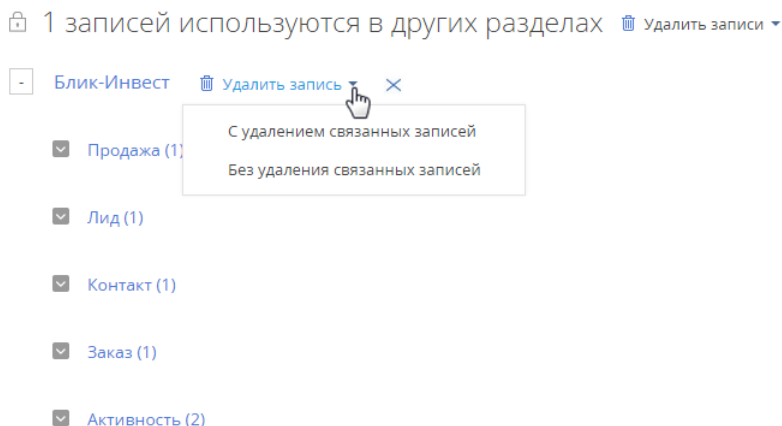 1 записей используются в других разделах Удалить записи
- Блик-Инвест Удалить запись
С удалением связанных записей
Продажа (1)
Без удаления связанных записей
Лид (1)
Контакт (1)
Заказ (1)
Активность (2)